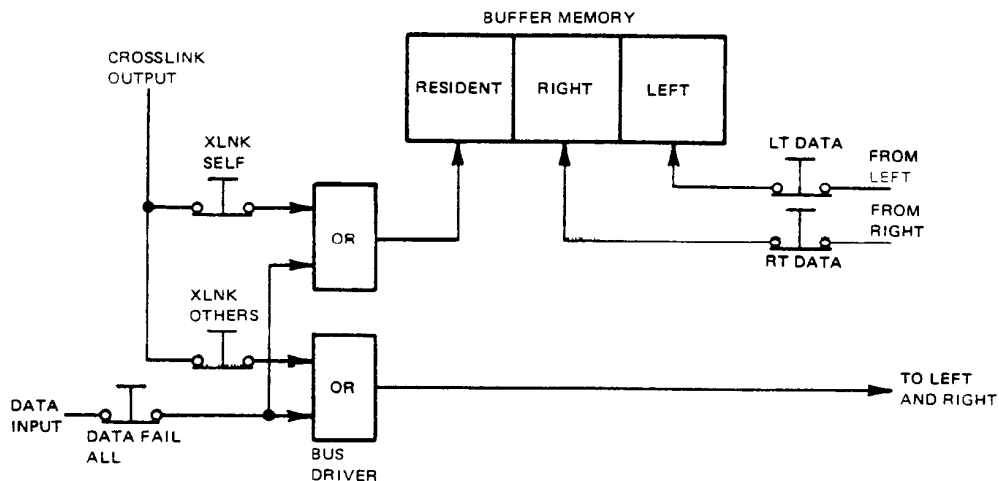 BUFFER MEMORY
CROSSLINK
OUTPUT
RESIDENT
RIGHT
LEFT
XLNK
SELF
LT DATA
FROM
LEFT
FROM
RIGHT
RT DATA
OR
XLNK
OTHERS
OR
TO LEFT
AND RIGHT
DATA
INPUT
DATA FAIL
ALL
BUS
DRIVER